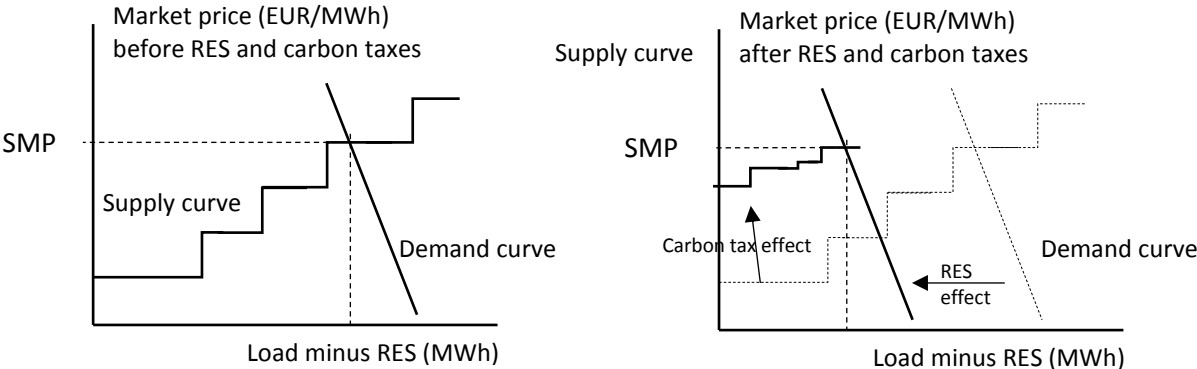 Market price (EUR/MWh)
before RES and carbon taxes
SMP
Supply curve
Demand curve
Load minus RES (MWh)
Market price (EUR/MWh)
after RES and carbon taxes
Supply curve
SMP
Carbon tax effect
RES
effect
Demand curve
Load minus RES (MWh)